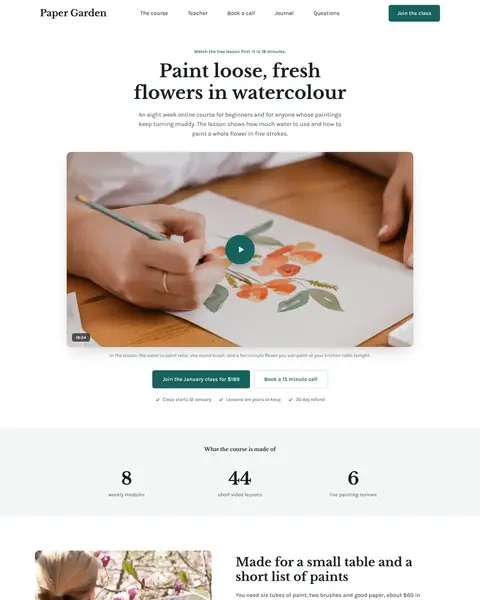 Paper Garden
The course
Teacher
Book a call
Journal
Questions
Join the class
Watch the free lesson first. It is 18 minutes.
Paint loose, fresh
flowers in watercolour
An eight week online course for beginners and for anyone whose paintings
keep turning muddy. The lesson shows how much water to use and how to
paint a whole flower in five strokes.
18:24
In the lesson: the water to paint ratio, one round brush, and a ten minute flower you can paint at your kitchen table tonight.
Join the January class for $189
Book a 15 minute call
Class starts 12 January
Lessons are yours to keep
30 day refund
What the course is made of
8
44
6
weekly modules
short video lessons
live painting reviews
Made for a small table and a
short list of paints
You need six tubes of paint, two brushes and good paper, about $60 in